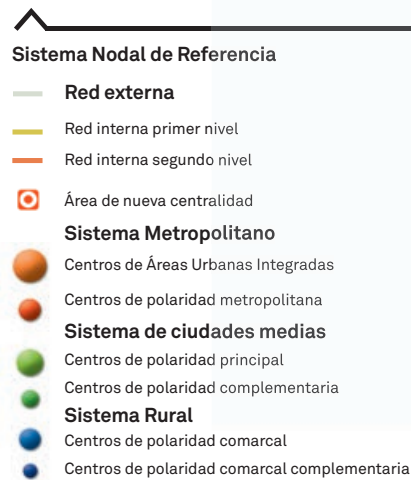 Sistema Nodal de Referencia
Red externa
Red interna primer nivel
Red interna segundo nivel
Área de nueva centralidad
Sistema Metropolitano
Centros de Áreas Urbanas Integradas
Centros de polaridad metropolitana
Sistema de ciudades medias
Centros de polaridad principal
Centros de polaridad complementaria
Sistema Rural
Centros de polaridad comarcal
Centros de polaridad comarcal complementaria